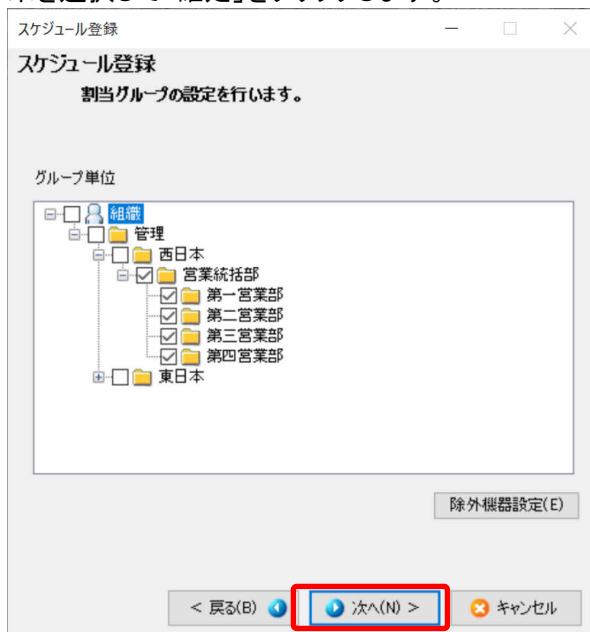 スケジュール登録
スケジュール登録
割当グループの設定を行います。
グループ単位
組織
管理
西日本
営業統括部
第一営業部
第二営業部
第三営業部
第四営業部
東日本
除外機器設定(E)
< 戻る(B)
次へ(N) >
キャンセル